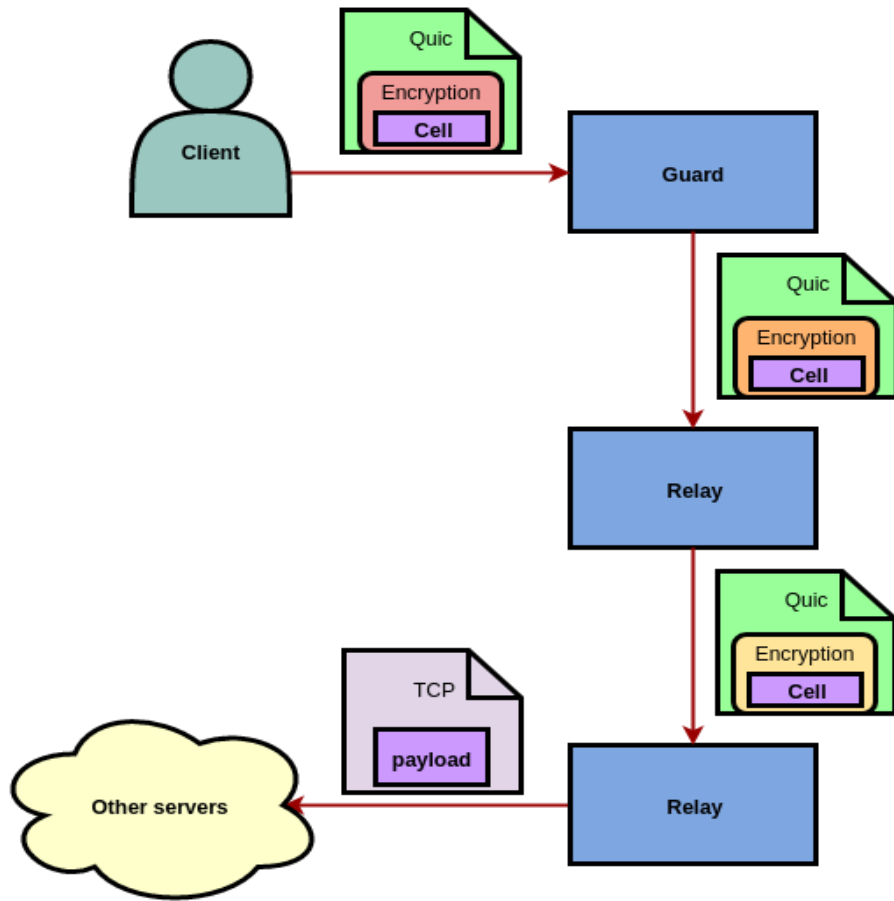 Quic
Encryption
Cell
Client
Guard
Quic
Encryption
Cell
Relay
Quic
Encryption
Cell
TCP
payload
Other servers
Relay